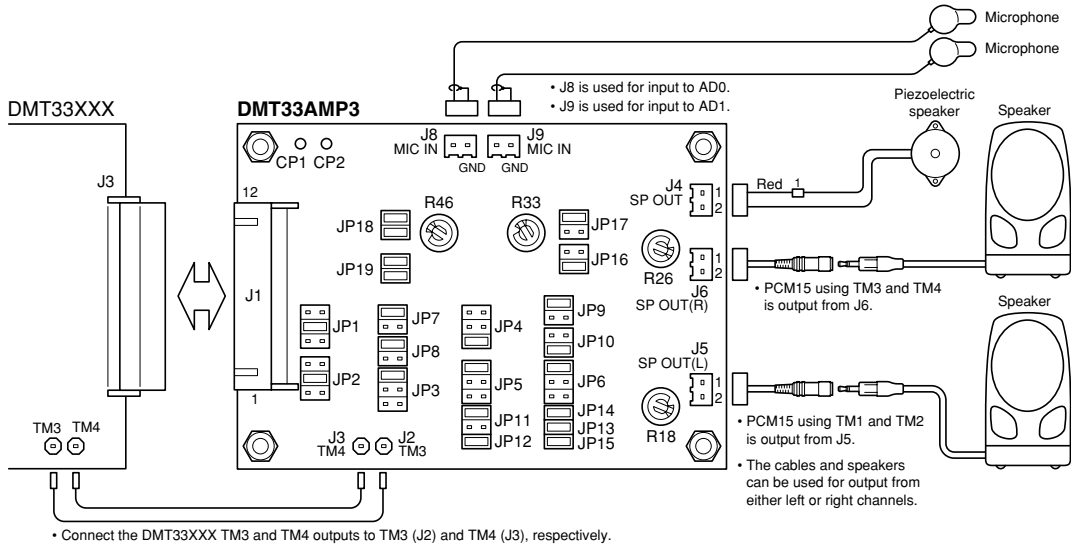 Microphone
Microphone
• J8 is used for input to AD0.
• J9 is used for input to AD1.
DMT33XXX
DMT33AMP3
Piezoelectric
speaker
Speaker
J3
CP1 CP2
J8
MIC IN
GND
J9
MIC IN
GND
12
J4
SP OUT
1
2
Red 1
R46
R33
JP18
JP17
JP19
JP16
R26
1
2
J6
SP OUT(R)
• PCM15 using TM3 and TM4
is output from J6.
Speaker
J1
JP1
JP7
JP4
JP9
JP8
JP10
JP2
JP3
JP5
JP6
J5
SP OUT(L)
1
2
1
JP11
JP14
JP13
JP12
JP15
R18
• PCM15 using TM1 and TM2
is output from J5.
• The cables and speakers
can be used for output from
either left or right channels.
TM3 TM4
J3
TM4
J2
TM3
• Connect the DMT33XXX TM3 and TM4 outputs to TM3 (J2) and TM4 (J3), respectively.